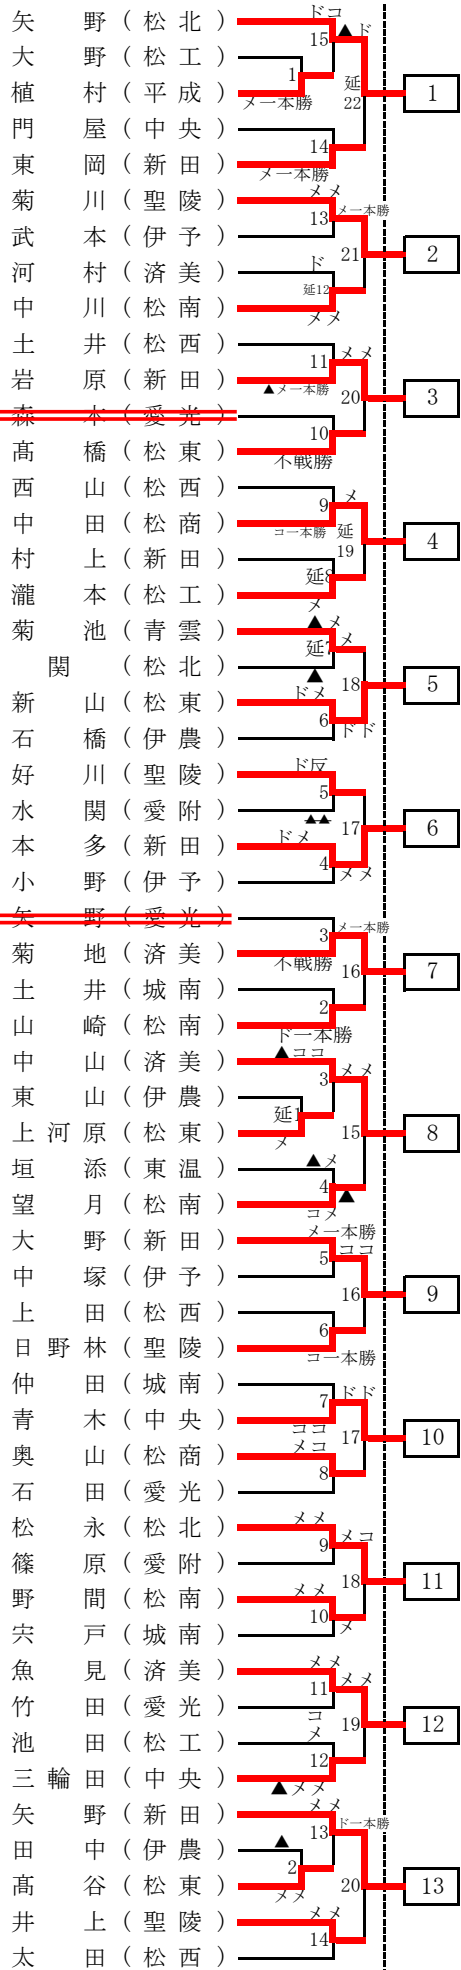 矢野（松北）
ドコ
▲ド
15
大野（松工）
1
植村（平成）
メ一本勝
延
22
1
門屋（中央）
14
東岡（新田）
メ一本勝
菊川（聖陵）
メメ
13
メ一本勝
武本（伊予）
21
2
河村（済美）
ド
延12
中川（松南）
メメ
土井（松西）
11
メメ
岩原（新田）
▲メ一本勝
20
3
森本（愛光）
10
髙橋（松東）
不戦勝
西山（松西）
9
メ
中田（松商）
コ一本勝
延
19
4
村上（新田）
延8
瀧本（松工）
メ
菊池（青雲）
▲メ
延7
メ
関（松北）
▲
18
5
新山（松東）
ドメ
6
ドド
石橋（伊農）
好川（聖陵）
ド反
5
水関（愛附）
▲▲
17
6
本多（新田）
ドメ
4
メメ
小野（伊予）
矢野（愛光）
3
メ一本勝
菊地（済美）
不戦勝
16
7
土井（城南）
2
山崎（松南）
ド一本勝
中山（済美）
▲ココ
3
メメ
東山（伊農）
延1
上河原（松東）
メ
15
8
垣添（東温）
▲メ
4
▲
望月（松南）
コメ
大野（新田）
メ一本勝
5
ココ
中塚（伊予）
16
9
上田（松西）
6
日野林（聖陵）
コ一本勝
仲田（城南）
7
ドド
青木（中央）
ココ
17
10
奥山（松商）
メコ
8
石田（愛光）
松永（松北）
メメ
9
メコ
篠原（愛附）
18
11
野間（松南）
メメ
10
メ
宍戸（城南）
魚見（済美）
メメ
11
メメ
竹田（愛光）
コ
19
12
池田（松工）
メ
12
三輪田（中央）
▲メメ
矢野（新田）
メメ
13
ド一本勝
田中（伊農）
▲
2
髙谷（松東）
メメ
20
13
井上（聖陵）
メメ
14
太田（松西）